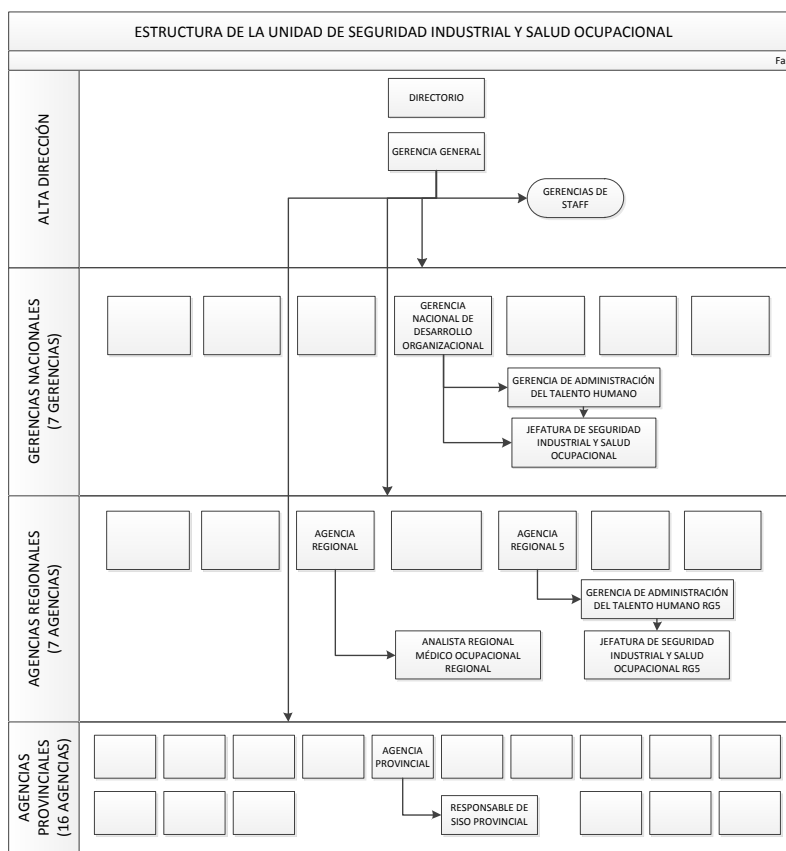 ESTRUCTURA DE LA UNIDAD DE SEGURIDAD INDUSTRIAL Y SALUD OCUPACIONAL
Fa
ALTA DIRECCIÓN
DIRECTORIO
GERENCIA GENERAL
GERENCIAS DE
STAFF
GERENCIAS NACIONALES
(7 GERENCIAS)
GERENCIA
NACIONAL DE
DESARROLLO
ORGANIZACIONAL
GERENCIA DE ADMINISTRACIÓN
DEL TALENTO HUMANO
JEFATURA DE SEGURIDAD
INDUSTRIAL Y SALUD
OCUPACIONAL
AGENCIAS REGIONALES
(7 AGENCIAS)
AGENCIA
REGIONAL
AGENCIA
REGIONAL 5
GERENCIA DE ADMINISTRACIÓN
DEL TALENTO HUMANO RG5
ANALISTA REGIONAL
MÉDICO OCUPACIONAL
REGIONAL
JEFATURA DE SEGURIDAD
INDUSTRIAL Y SALUD
OCUPACIONAL RG5
AGENCIAS
PROVINCIALES
(16 AGENCIAS)
AGENCIA
PROVINCIAL
RESPONSABLE DE
SISO PROVINCIAL